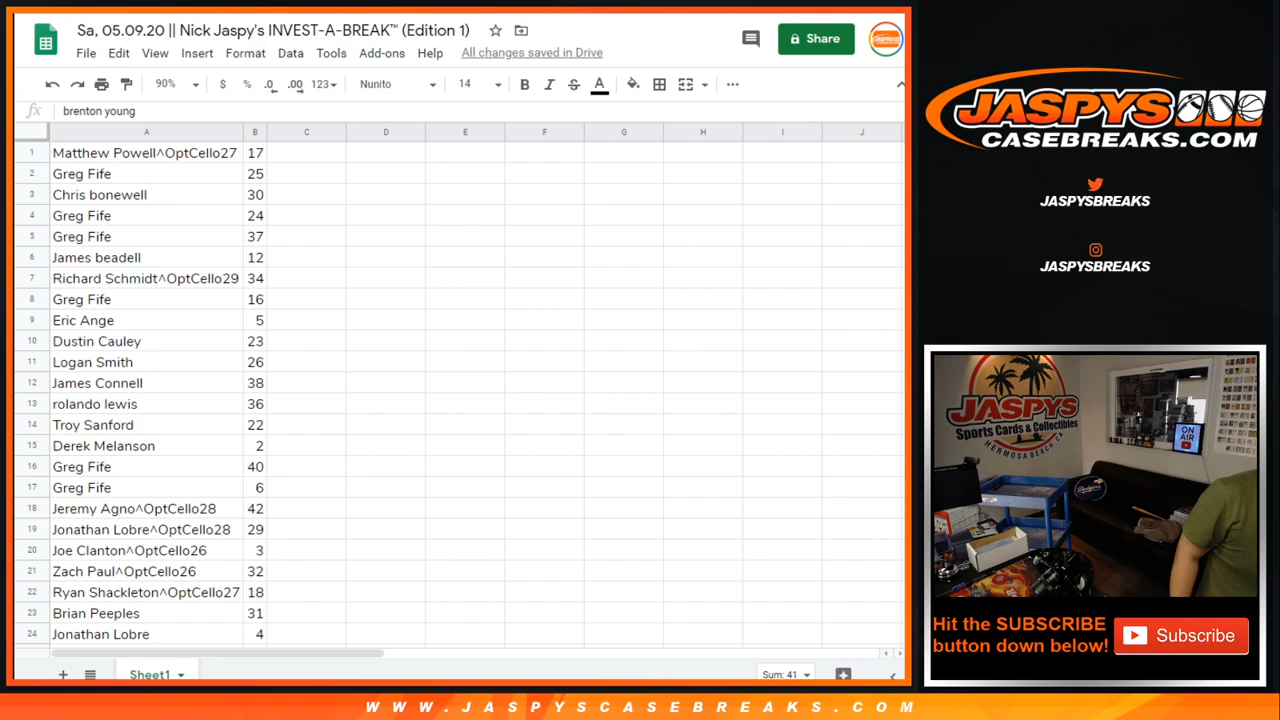 Sa, 05.09.20 || Nick Jaspy's INVEST-A-BREAK™ (Edition 1)
File Edit View Insert Format Data Tools Add-ons Help All changes saved in Drive
Share
90% $ % .0 .00 123 Nunito 14 B I S A
fx brenton young
A B C D E F G H I J
1 Matthew Powell^OptCello27 17
2 Greg Fife 25
3 Chris bonewell 30
4 Greg Fife 24
5 Greg Fife 37
6 James beadell 12
7 Richard Schmidt^OptCello29 34
8 Greg Fife 16
9 Eric Ange 5
10 Dustin Cauley 23
11 Logan Smith 26
12 James Connell 38
13 rolando lewis 36
14 Troy Sanford 22
15 Derek Melanson 2
16 Greg Fife 40
17 Greg Fife 6
18 Jeremy Agno^OptCello28 42
19 Jonathan Lobre^OptCello28 29
20 Joe Clanton^OptCello26 3
21 Zach Paul^OptCello26 32
22 Ryan Shackleton^OptCello27 18
23 Brian Peeples 31
24 Jonathan Lobre 4
Sheet1
Sum: 41
JASPYS
CASEBREAKS.COM
JASPYSBREAKS
JASPYSBREAKS
JASPYS
Sports Cards & Collectibles
HERMOSA BEACH, CA
ON AIR
Dodgers
Hit the SUBSCRIBE
button down below!
Subscribe
WWW.JASPYSCASEBREAKS.COM